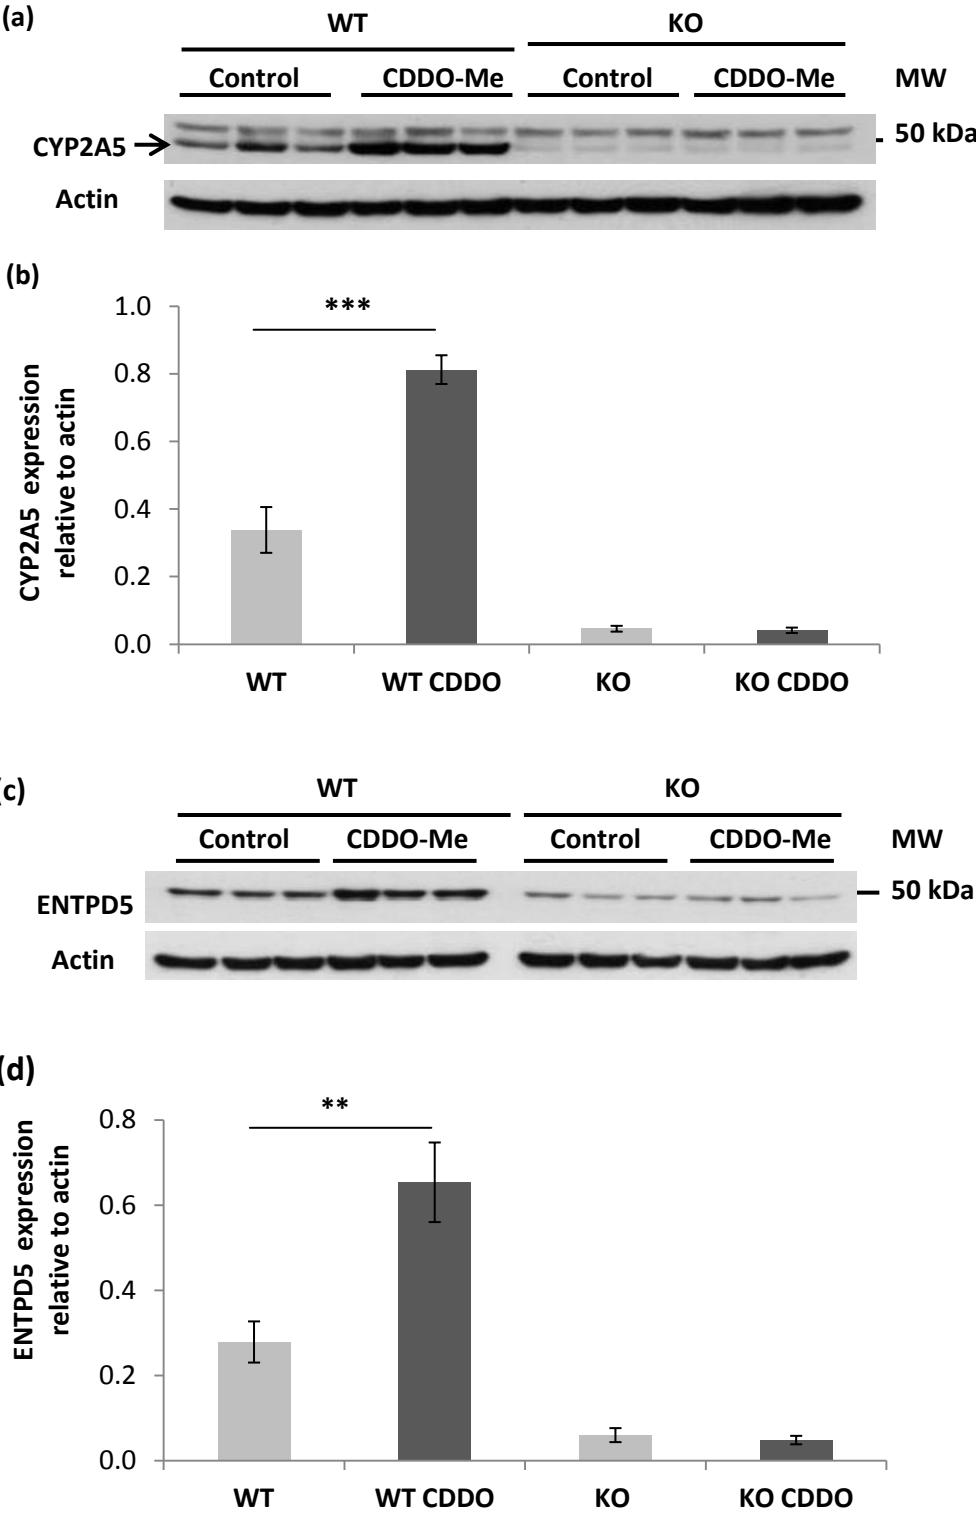 (a)
WT KO
Control CDDO-Me Control CDDO-Me MW
CYP2A5 50 kDa
Actin
(b)
CYP2A5 expression
relative to actin
1.0
0.8
0.6
0.4
0.2
0.0
***
WT WT CDDO KO KO CDDO
(c)
WT KO
Control CDDO-Me Control CDDO-Me MW
ENTPD5 50 kDa
Actin
(d)
ENTPD5 expression
relative to actin
0.8
0.6
0.4
0.2
0.0
**
WT WT CDDO KO KO CDDO